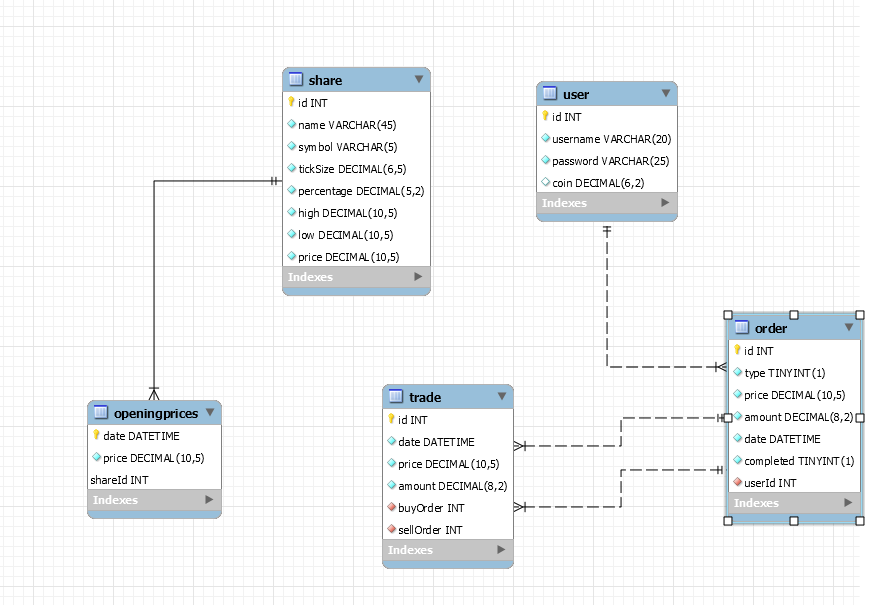 share
id INT
name VARCHAR(45)
symbol VARCHAR(5)
tickSize DECIMAL(6,5)
percentage DECIMAL(5,2)
high DECIMAL(10,5)
low DECIMAL(10,5)
price DECIMAL(10,5)
Indexes
user
id INT
username VARCHAR(20)
password VARCHAR(25)
coin DECIMAL(6,2)
Indexes
openingprices
date DATETIME
price DECIMAL(10,5)
shareId INT
Indexes
trade
id INT
date DATETIME
price DECIMAL(10,5)
amount DECIMAL(8,2)
buyOrder INT
sellOrder INT
Indexes
order
id INT
type TINYINT(1)
price DECIMAL(10,5)
amount DECIMAL(8,2)
date DATETIME
completed TINYINT(1)
userId INT
Indexes